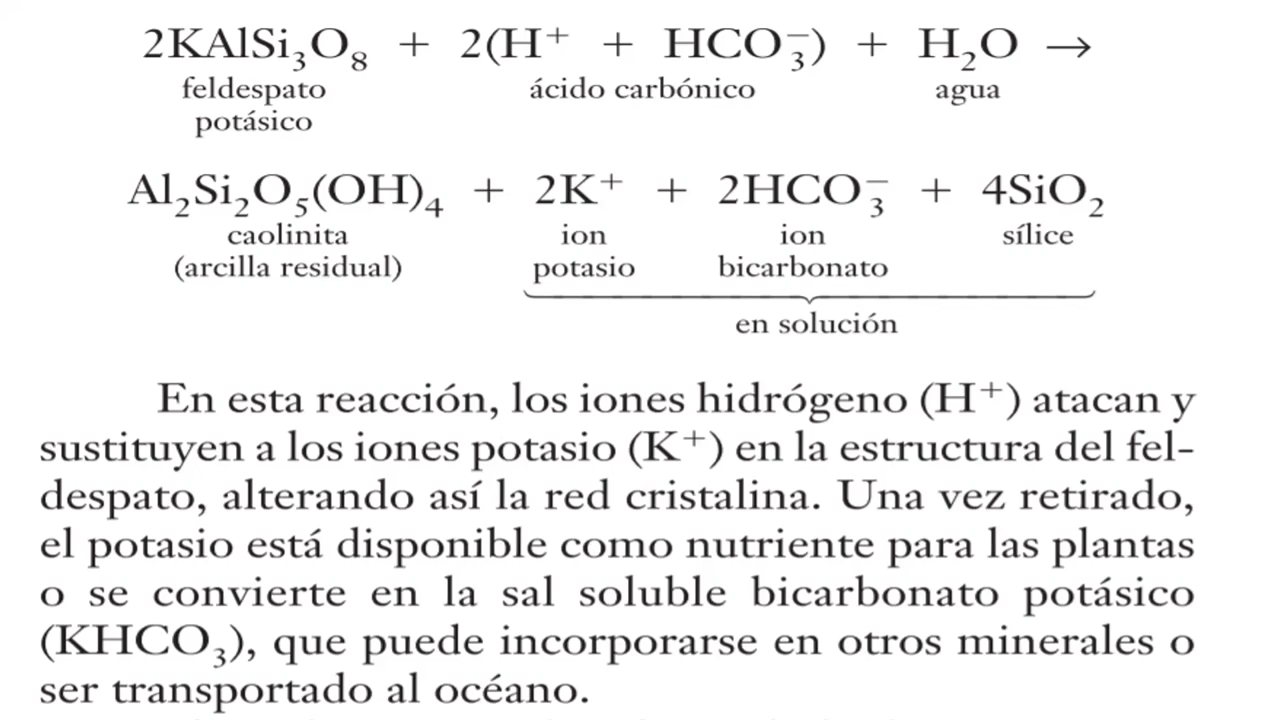 2KAlSi₃O₈ + 2(H⁺ + HCO₃⁻) + H₂O →
feldespato ácido carbónico agua
potásico
Al₂Si₂O₅(OH)₄ + 2K⁺ + 2HCO₃⁻ + 4SiO₂
caolinita ion ion sílice
(arcilla residual) potasio bicarbonato
en solución
En esta reacción, los iones hidrógeno (H⁺) atacan y
sustituyen a los iones potasio (K⁺) en la estructura del fel-
despato, alterando así la red cristalina. Una vez retirado,
el potasio está disponible como nutriente para las plantas
o se convierte en la sal soluble bicarbonato potásico
(KHCO₃), que puede incorporarse en otros minerales o
ser transportado al océano.